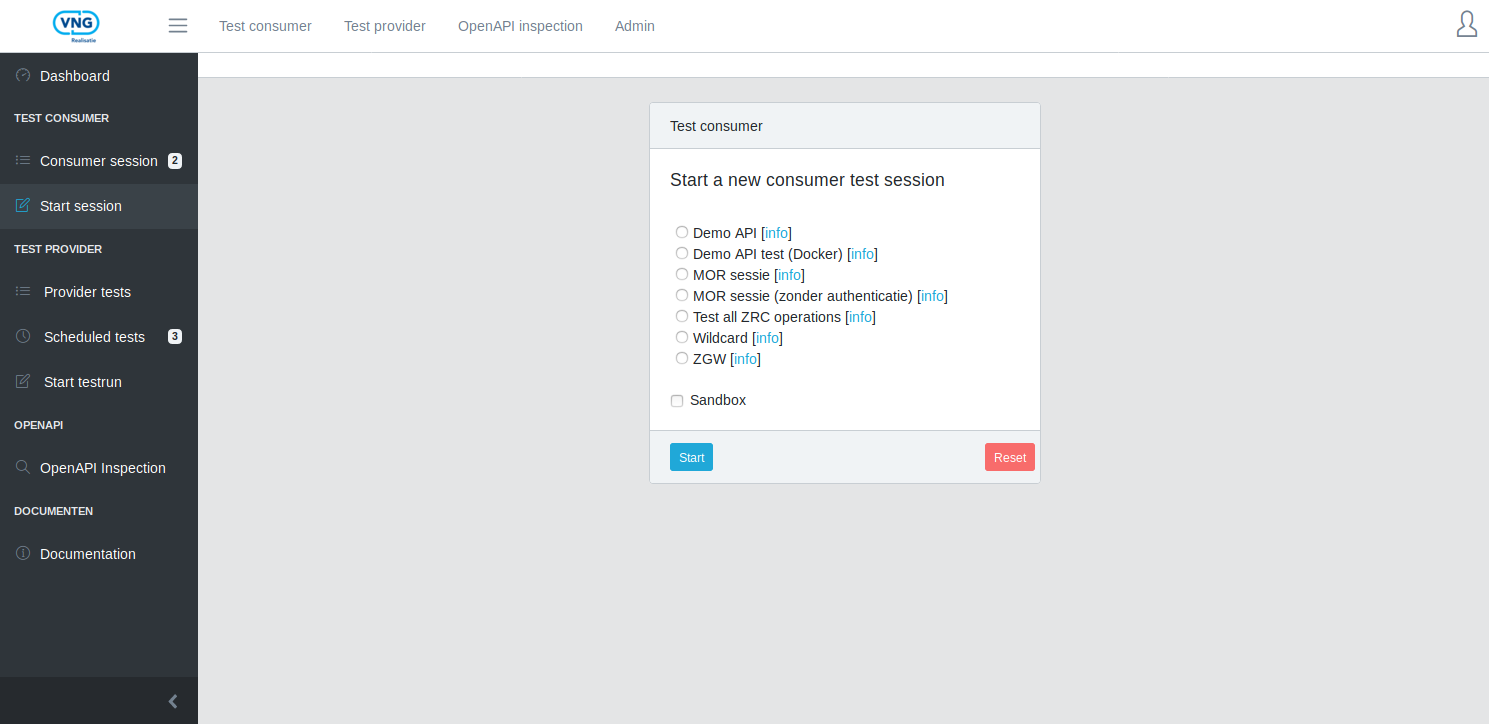 VNG
Realisatie
Test consumer
Test provider
OpenAPI inspection
Admin
Dashboard
TEST CONSUMER
Consumer session 2
Start session
TEST PROVIDER
Provider tests
Scheduled tests 3
Start testrun
OPENAPI
OpenAPI Inspection
DOCUMENTEN
Documentation
Test consumer
Start a new consumer test session
Demo API [info]
Demo API test (Docker) [info]
MOR sessie [info]
MOR sessie (zonder authenticatie) [info]
Test all ZRC operations [info]
Wildcard [info]
ZGW [info]
Sandbox
Start
Reset